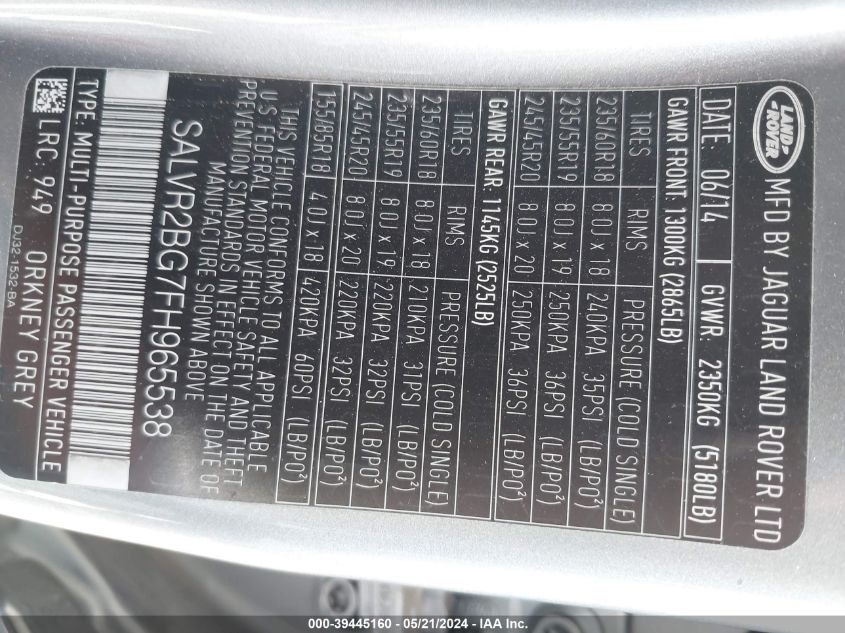 LAND-
-ROVER
MFD BY JAGUAR LAND ROVER LTD
DATE: 06/14 GVWR: 2350KG (5180LB)
GAWR FRONT: 1300KG (2865LB)
TIRES RIMS PRESSURE (COLD SINGLE)
235/60R18 8.0J x 18 240KPA 35PSI (LB/PO²)
235/55R19 8.0J x 19 250KPA 36PSI (LB/PO²)
245/45R20 8.0J x 20 250KPA 36PSI (LB/PO²)
GAWR REAR: 1145KG (2525LB)
TIRES RIMS PRESSURE (COLD SINGLE)
235/60R18 8.0J x 18 210KPA 31PSI (LB/PO²)
235/55R19 8.0J x 19 220KPA 32PSI (LB/PO²)
245/45R20 8.0J x 20 220KPA 32PSI (LB/PO²)
155/85R18 4.0J x 18 420KPA 60PSI (LB/PO²)
THIS VEHICLE CONFORMS TO ALL APPLICABLE
U.S. FEDERAL MOTOR VEHICLE SAFETY AND THEFT
PREVENTION STANDARDS IN EFFECT ON THE DATE OF
MANUFACTURE SHOWN ABOVE
SALVR2BG7FH965538
TYPE: MULTI-PURPOSE PASSENGER VEHICLE
LRC 949 ORKNEY GREY
DJ32-1532-BA
000-39445160 - 05/21/2024 - IAA Inc.